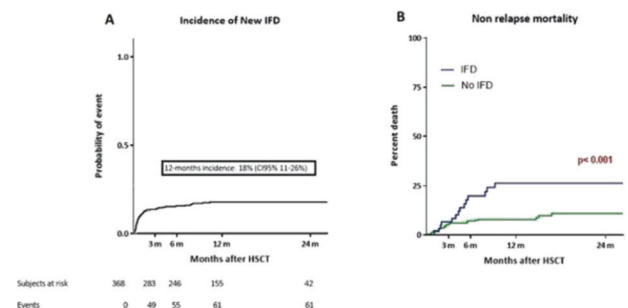 A
Incidence of New IFD
1.0
0.5
0.0
Probability of event
12-months incidence: 18% (CI95% 11-26%)
3 m 6 m 12 m 24 m
Months after HSCT
Subjects at risk 368 283 246 155 42
Events 0 49 55 61 61
B
Non relapse mortality
100
75
50
25
0
Percent death
IFD
No IFD
p< 0.001
3m 6m 12 m 24 m
Months after HSCT